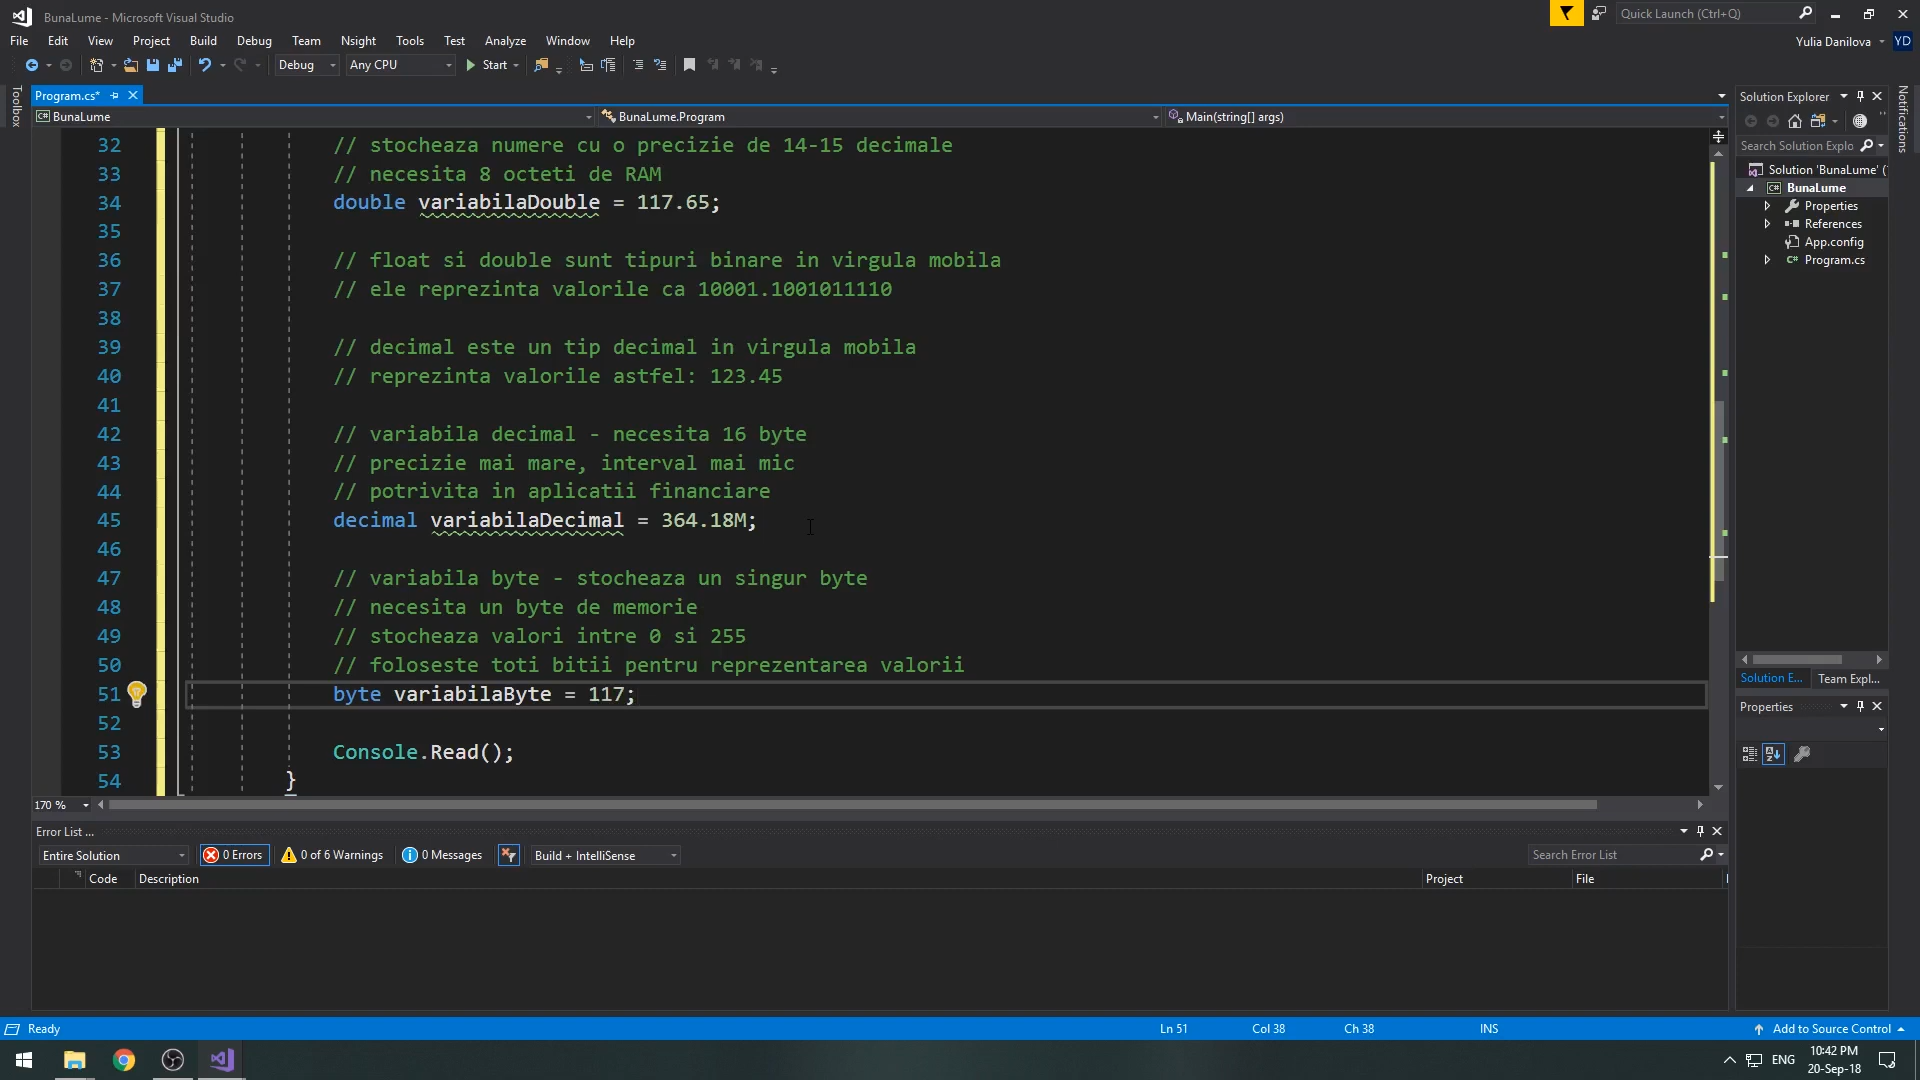 BunaLume - Microsoft Visual Studio
Quick Launch (Ctrl+Q)
File Edit View Project Build Debug Team Nsight Tools Test Analyze Window Help
Yulia Danilova YD
Debug Any CPU Start
Toolbox
Program.cs*
BunaLume BunaLume.Program Main(string[] args)
32 // stocheaza numere cu o precizie de 14-15 decimale
33 // necesita 8 octeti de RAM
34 double variabilaDouble = 117.65;
35
36 // float si double sunt tipuri binare in virgula mobila
37 // ele reprezinta valorile ca 10001.1001011110
38
39 // decimal este un tip decimal in virgula mobila
40 // reprezinta valorile astfel: 123.45
41
42 // variabila decimal - necesita 16 byte
43 // precizie mai mare, interval mai mic
44 // potrivita in aplicatii financiare
45 decimal variabilaDecimal = 364.18M;
46
47 // variabila byte - stocheaza un singur byte
48 // necesita un byte de memorie
49 // stocheaza valori intre 0 si 255
50 // foloseste toti bitii pentru reprezentarea valorii
51 byte variabilaByte = 117;
52
53 Console.Read();
54 }
170 %
Solution Explorer
Search Solution Explo
Solution 'BunaLume' (
C# BunaLume
Properties
References
App.config
C# Program.cs
Solution E... Team Expl...
Properties
Notifications
Error List ...
Entire Solution 0 Errors 0 of 6 Warnings 0 Messages Build + IntelliSense Search Error List
Code Description Project File
Ready Ln 51 Col 38 Ch 38 INS Add to Source Control
ENG 10:42 PM
20-Sep-18